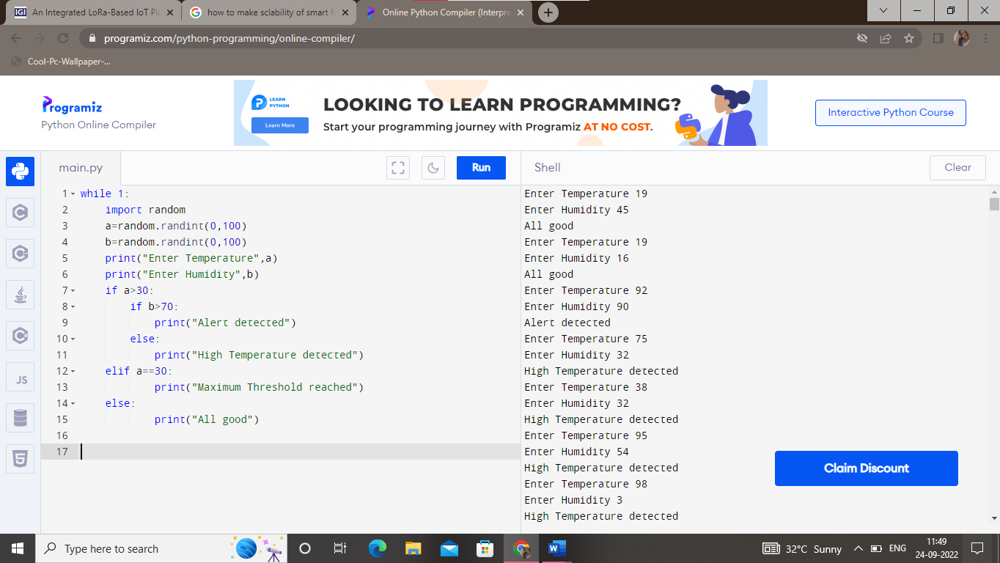 An Integrated LoRa-Based IoT Pla
how to make sclability of smart fa
Online Python Compiler (Interpre
programiz.com/python-programming/online-compiler/
Cool-Pc-Wallpaper-...
Programiz
Python Online Compiler
LEARN
PYTHON
Learn More
LOOKING TO LEARN PROGRAMMING?
Start your programming journey with Programiz AT NO COST.
Interactive Python Course
main.py
Run
Shell
Clear
JS
1 while 1:
2     import random
3     a=random.randint(0,100)
4     b=random.randint(0,100)
5     print("Enter Temperature",a)
6     print("Enter Humidity",b)
7     if a>30:
8         if b>70:
9             print("Alert detected")
10         else:
11             print("High Temperature detected")
12     elif a==30:
13             print("Maximum Threshold reached")
14     else:
15             print("All good")
16
17
Enter Temperature 19
Enter Humidity 45
All good
Enter Temperature 19
Enter Humidity 16
All good
Enter Temperature 92
Enter Humidity 90
Alert detected
Enter Temperature 75
Enter Humidity 32
High Temperature detected
Enter Temperature 38
Enter Humidity 32
High Temperature detected
Enter Temperature 95
Enter Humidity 54
High Temperature detected
Enter Temperature 98
Enter Humidity 3
High Temperature detected
Claim Discount
Type here to search
32°C Sunny
ENG
11:49
24-09-2022